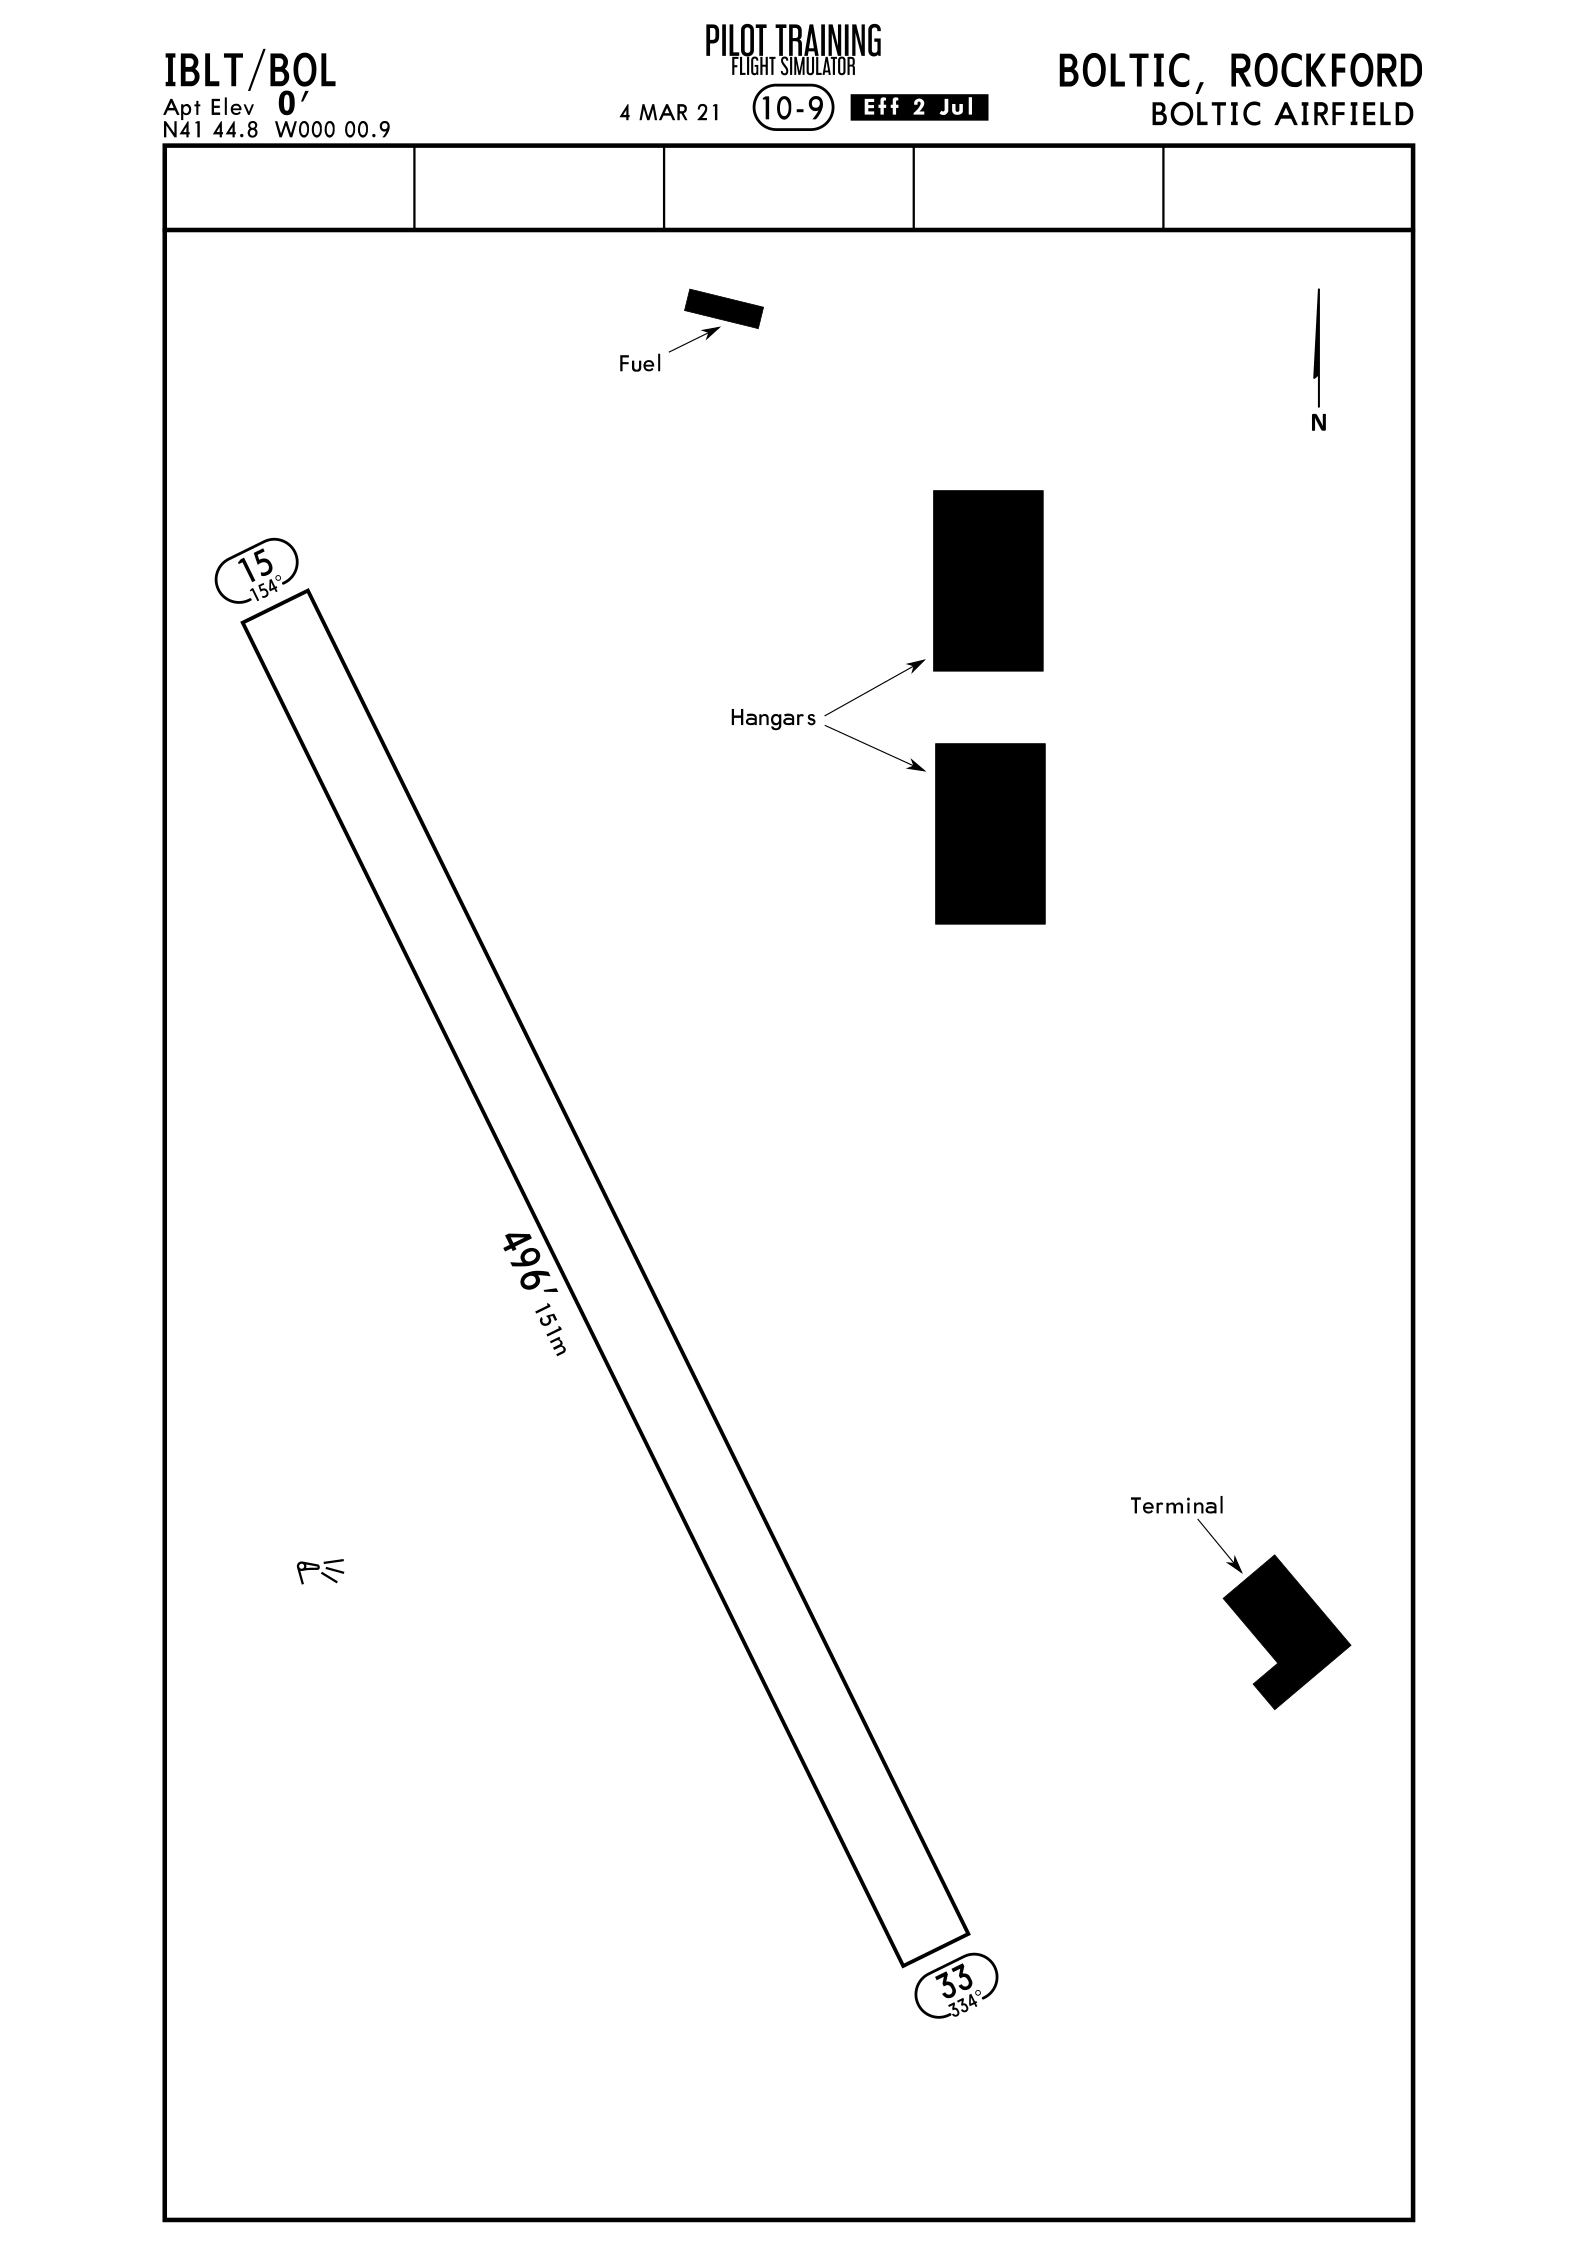 IBLT/BOL
Apt Elev 0′
N41 44.8 W000 00.9
PILOT TRAINING
FLIGHT SIMULATOR
4 MAR 21 10-9 Eff 2 Jul
BOLTIC, ROCKFORD
BOLTIC AIRFIELD
Fuel
N
15
154°
Hangars
496′ 151m
Terminal
33
334°